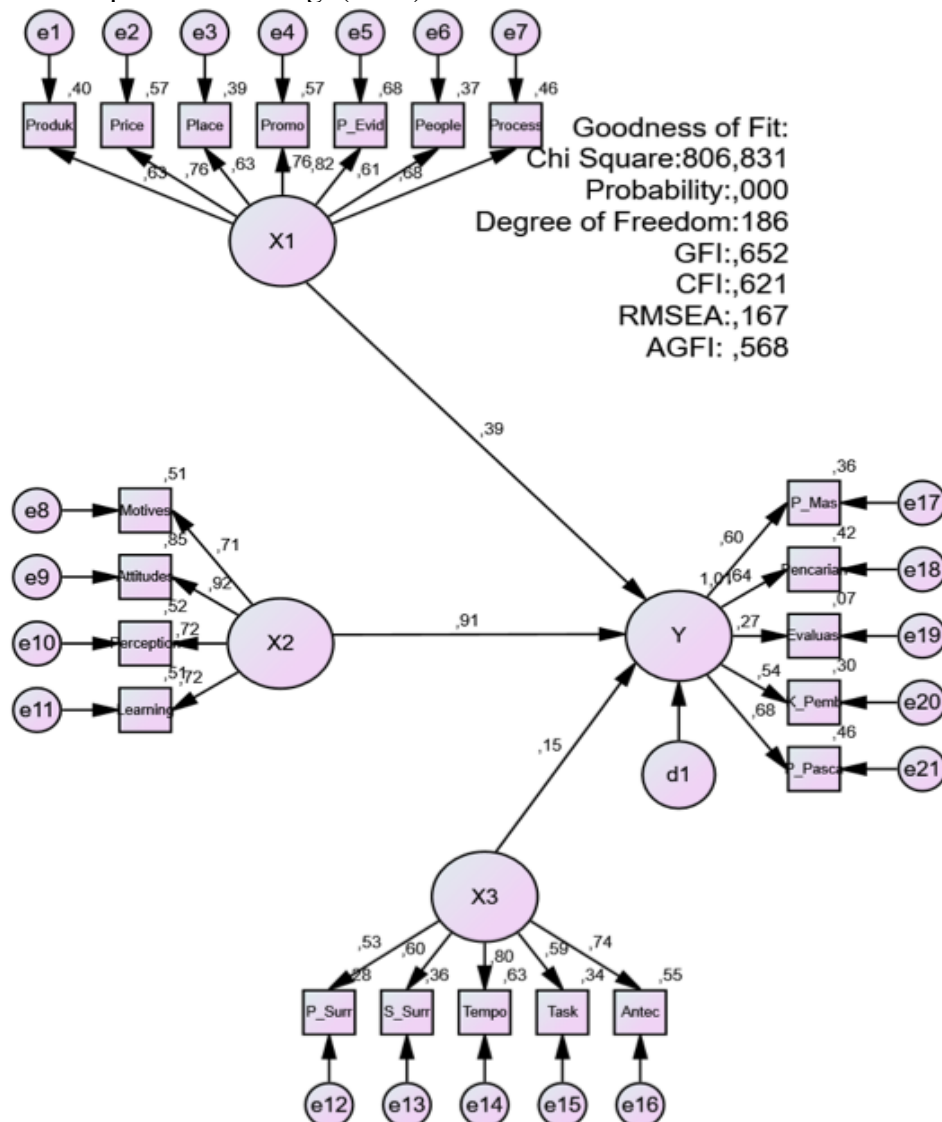 e1 e2 e3 e4 e5 e6 e7
,40 ,57 ,39 ,57 ,68 ,37 ,46
Produk Price Place Promo P_Evid People Process
Goodness of Fit:
Chi Square:806,831
Probability:,000
Degree of Freedom:186
GFI:,652
CFI:,621
RMSEA:,167
AGFI: ,568
,63 ,76 ,63 ,76 ,82 ,61 ,68
X1
,39
,51
e8 Motives
,71
,85
e9 Attitudes
,92
,52
e10 Perception
,72
,51
e11 Learning
,72
X2
,91
,36
P_Mas e17
,60
,42
e18
1,01 ,64
,07
Evaluas e19
,27
Y
,30
K_Pemb e20
,54
,46
P_Pasca e21
,68
d1
,15
X3
,53 ,60 ,80 ,59 ,74
,28 ,36 ,63 ,34 ,55
P_Surr S_Surr Tempo Task Antec
e12 e13 e14 e15 e16